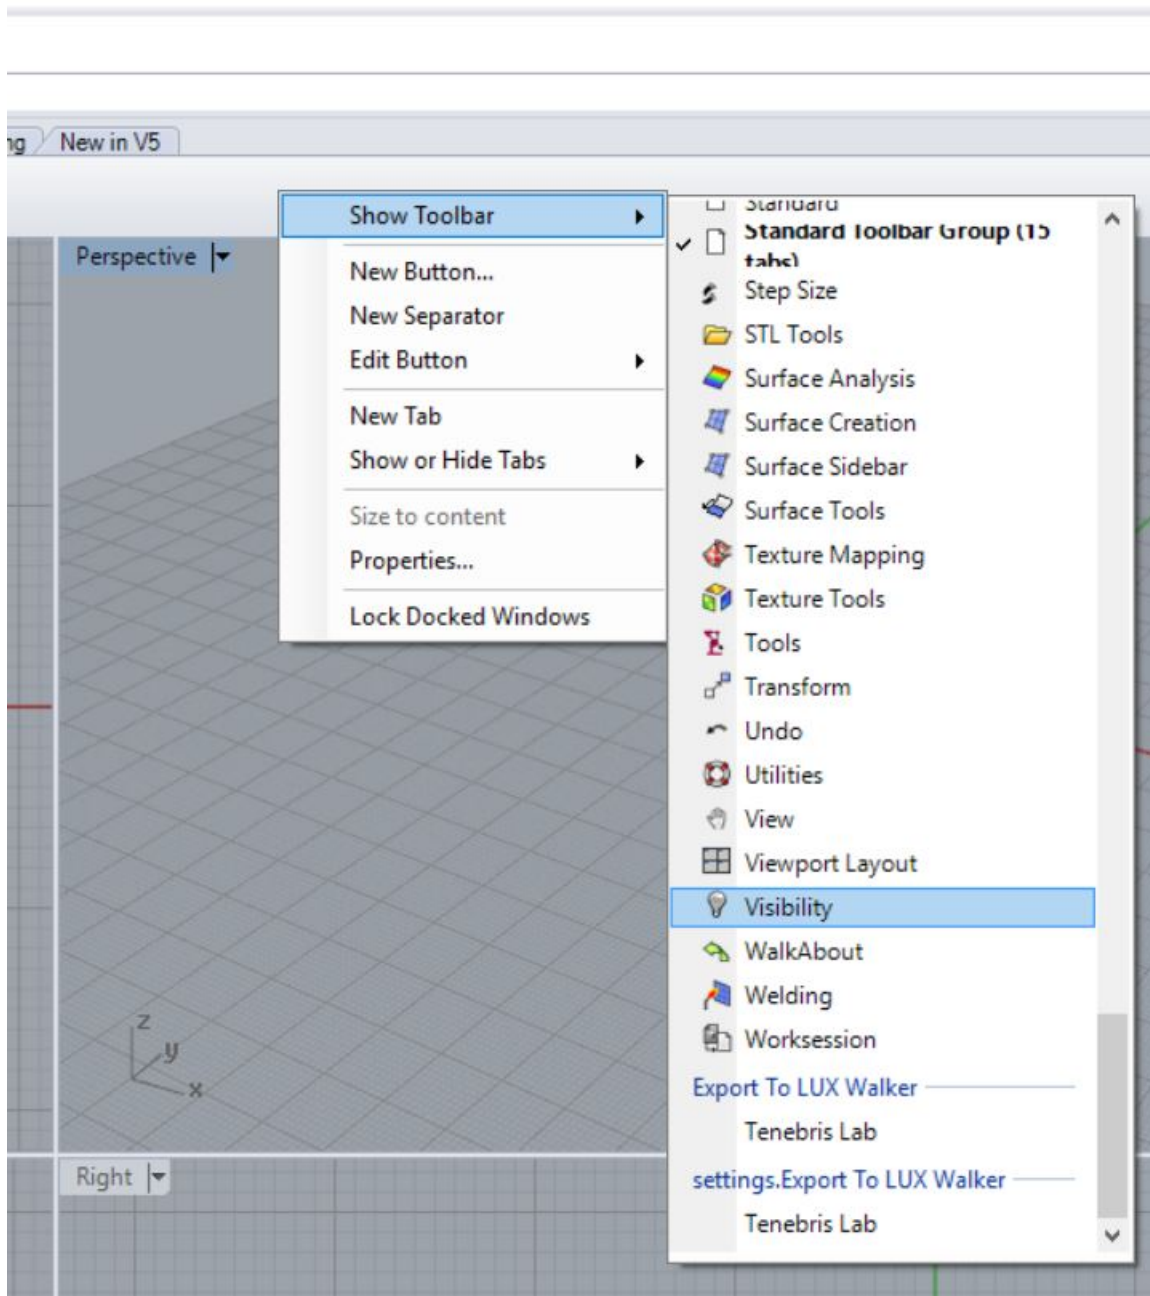 ng
New in V5
Perspective
Show Toolbar
New Button...
New Separator
Edit Button
New Tab
Show or Hide Tabs
Size to content
Properties...
Lock Docked Windows
Standard
Standard Toolbar Group (15
tabs)
Step Size
STL Tools
Surface Analysis
Surface Creation
Surface Sidebar
Surface Tools
Texture Mapping
Texture Tools
Tools
Transform
Undo
Utilities
View
Viewport Layout
Visibility
WalkAbout
Welding
Worksession
Export To LUX Walker
Tenebris Lab
settings.Export To LUX Walker
Tenebris Lab
z
y
x
Right